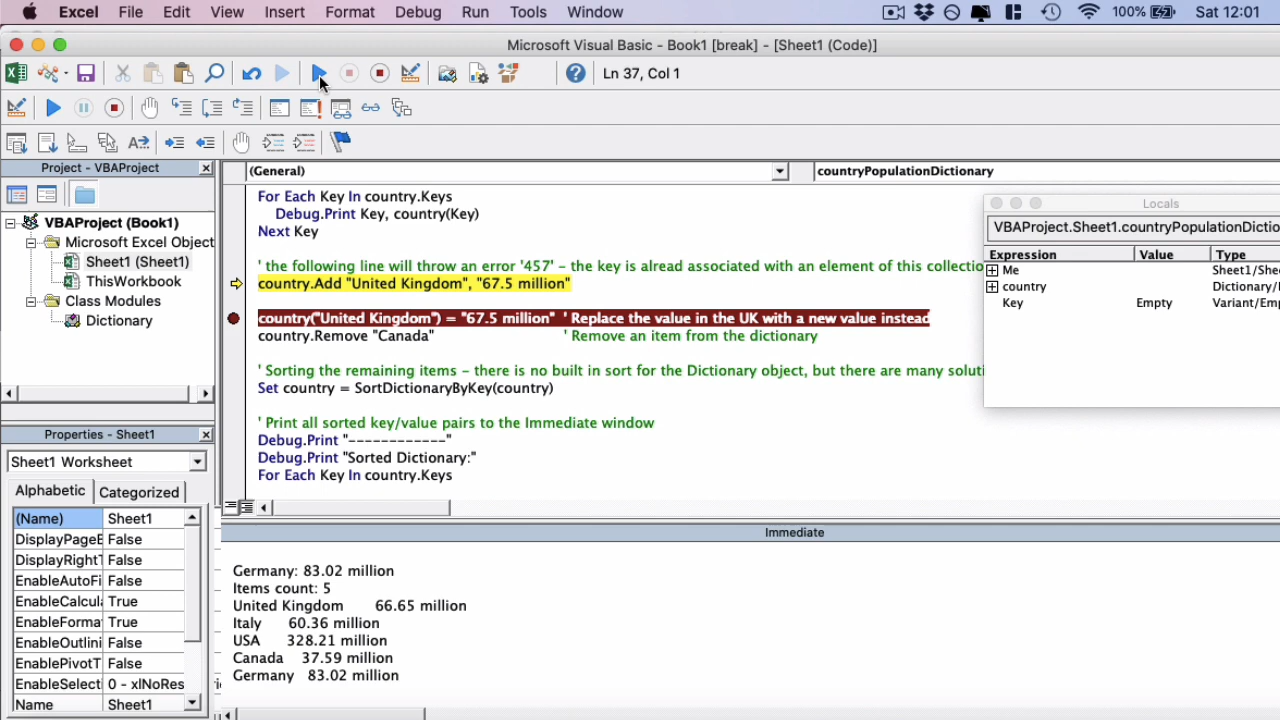 Excel File Edit View Insert Format Debug Run Tools Window 100% Sat 12:01
Microsoft Visual Basic - Book1 [break] - [Sheet1 (Code)]
Ln 37, Col 1
Project - VBAProject
VBAProject (Book1)
Microsoft Excel Object
Sheet1 (Sheet1)
ThisWorkbook
Class Modules
Dictionary
Properties - Sheet1
Sheet1 Worksheet
Alphabetic Categorized
(Name) Sheet1
DisplayPageE False
DisplayRightT False
EnableAutoFi False
EnableCalcul True
EnableForma True
EnableOutlini False
EnablePivotT False
EnableSelect 0 - xlNoRes
Name Sheet1
(General) countryPopulationDictionary
For Each Key In country.Keys
Debug.Print Key, country(Key)
Next Key
' the following line will throw an error '457' - the key is alread associated with an element of this collectio
country.Add "United Kingdom", "67.5 million"
country("United Kingdom") = "67.5 million" ' Replace the value in the UK with a new value instead
country.Remove "Canada" ' Remove an item from the dictionary
' Sorting the remaining items - there is no built in sort for the Dictionary object, but there are many soluti
Set country = SortDictionaryByKey(country)
' Print all sorted key/value pairs to the Immediate window
Debug.Print "------------"
Debug.Print "Sorted Dictionary:"
For Each Key In country.Keys
Locals
VBAProject.Sheet1.countryPopulationDictio
Expression Value Type
Me Sheet1/She
country Dictionary/
Key Empty Variant/Em
Immediate
Germany: 83.02 million
Items count: 5
United Kingdom 66.65 million
Italy 60.36 million
USA 328.21 million
Canada 37.59 million
Germany 83.02 million